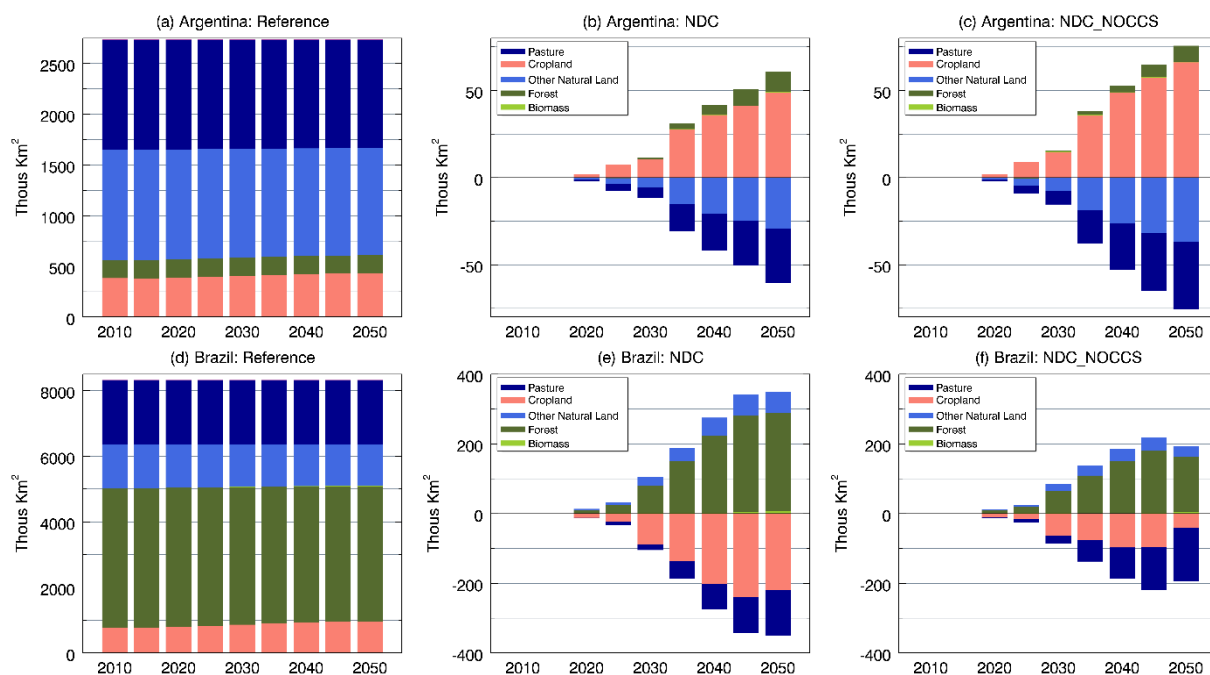 (a) Argentina: Reference
Thous Km²
2500
2000
1500
1000
500
0
2010 2020 2030 2040 2050
(b) Argentina: NDC
Thous Km²
50
0
-50
Pasture
Cropland
Other Natural Land
Forest
Biomass
2010 2020 2030 2040 2050
(c) Argentina: NDC_NOCCS
Thous Km²
50
0
-50
Pasture
Cropland
Other Natural Land
Forest
Biomass
2010 2020 2030 2040 2050
(d) Brazil: Reference
Thous Km²
8000
6000
4000
2000
0
2010 2020 2030 2040 2050
(e) Brazil: NDC
Thous Km²
400
200
0
-200
-400
Pasture
Cropland
Other Natural Land
Forest
Biomass
2010 2020 2030 2040 2050
(f) Brazil: NDC_NOCCS
Thous Km²
400
200
0
-200
-400
Pasture
Cropland
Other Natural Land
Forest
Biomass
2010 2020 2030 2040 2050